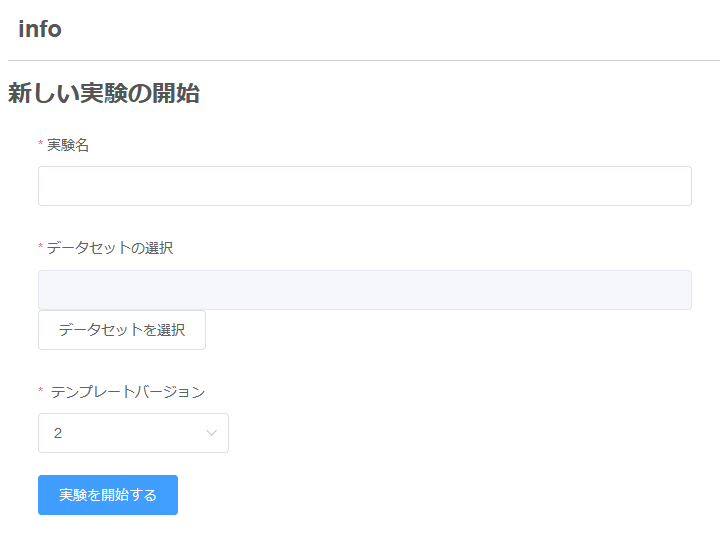 info
新しい実験の開始
* 実験名
* データセットの選択
データセットを選択
* テンプレートバージョン
2
実験を開始する